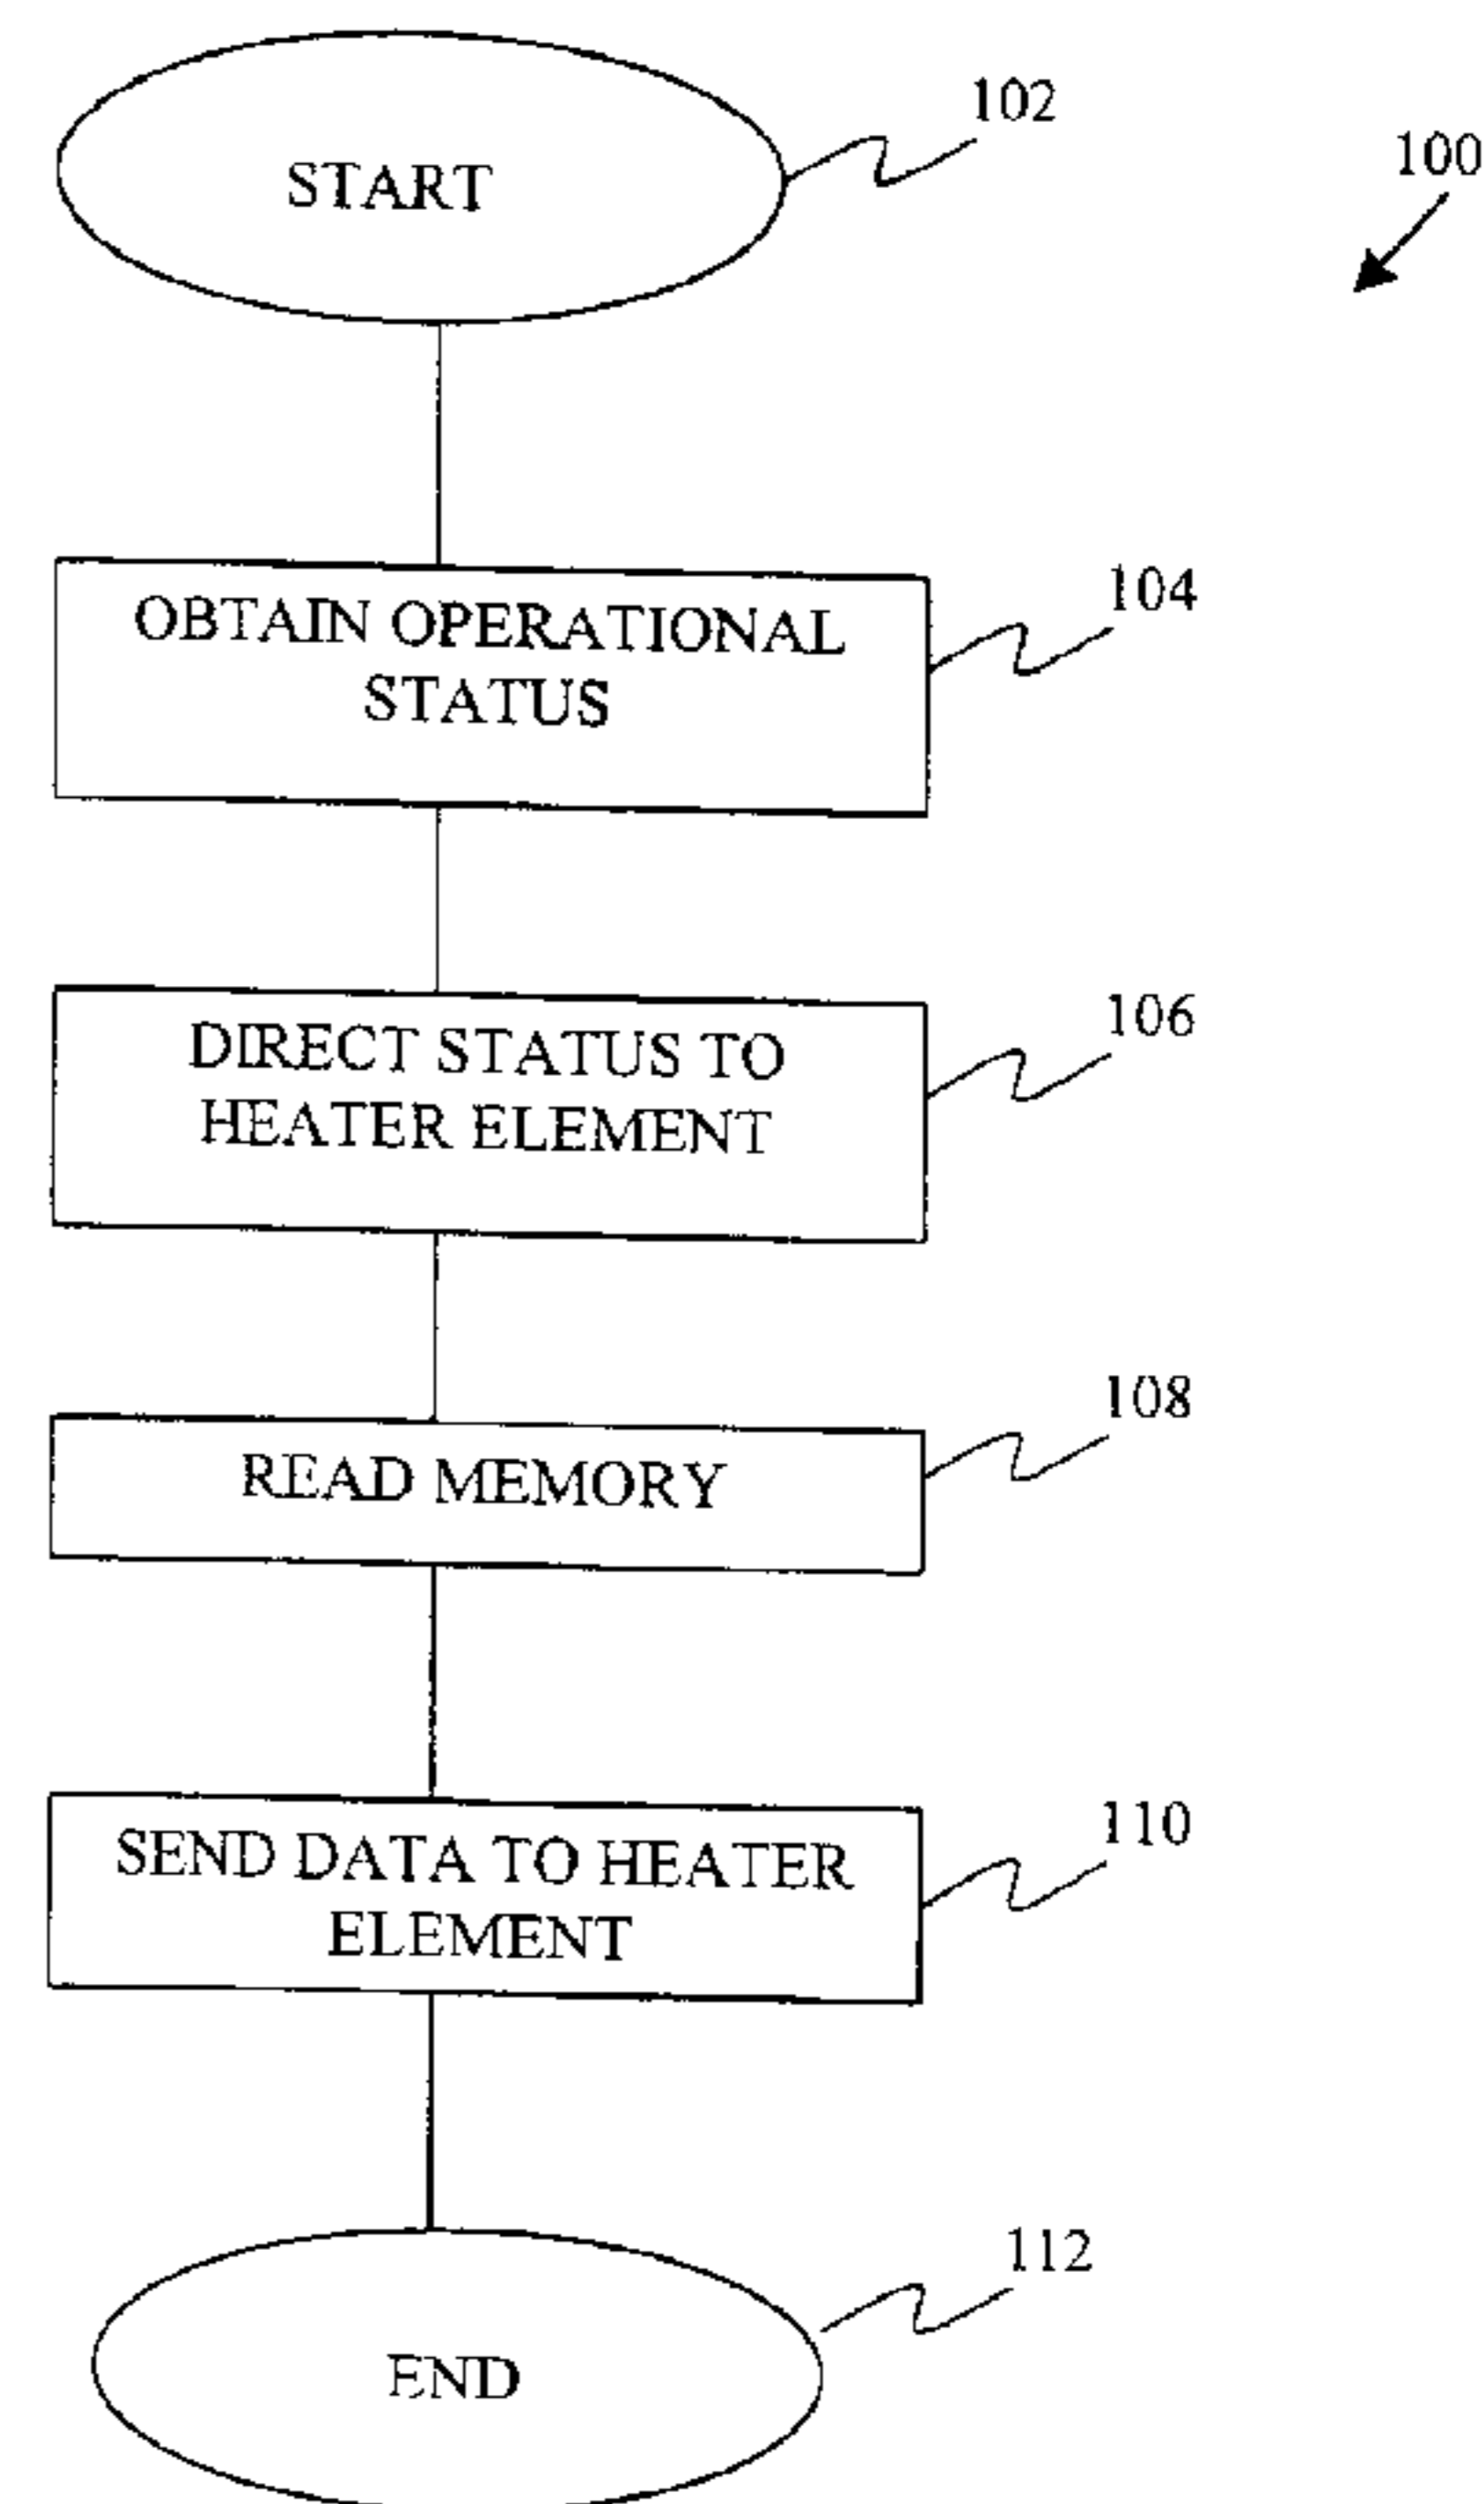 START
102
100
OBTAIN OPERATIONAL
STATUS
104
DIRECT STATUS TO
HEATER ELEMENT
106
READ MEMORY
108
SEND DATA TO HEATER
ELEMENT
110
END
112